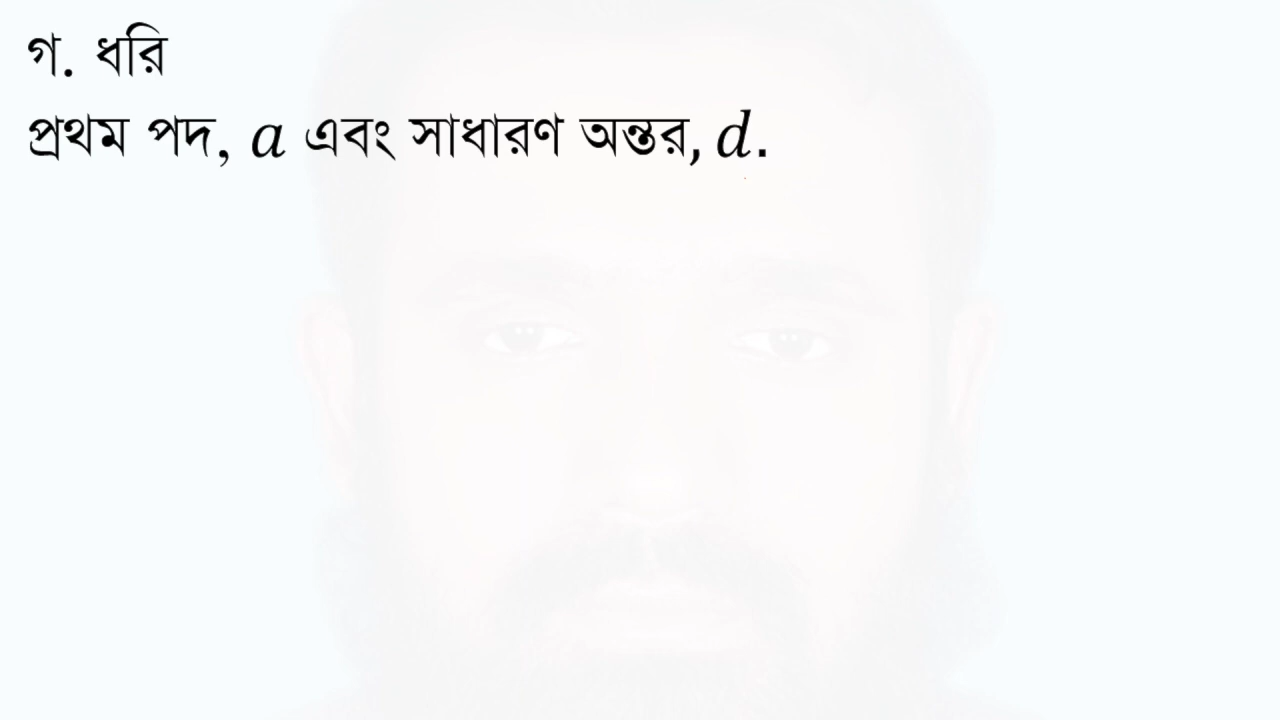 গ. ধরি
প্রথম পদ, a এবং সাধারণ অন্তর, d.